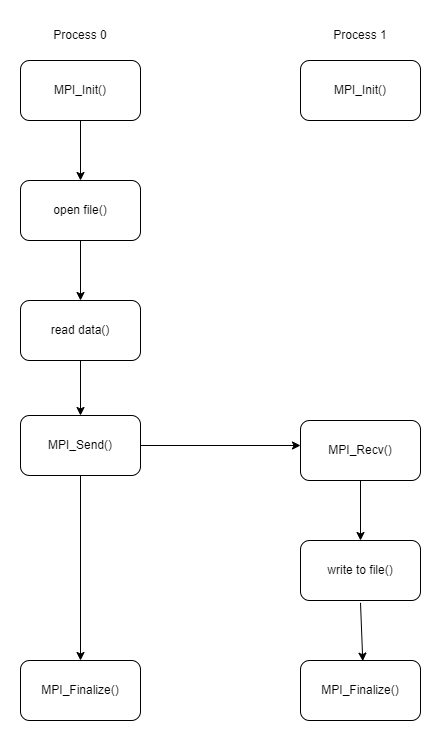 Process 0
Process 1
MPI_Init()
MPI_Init()
open file()
read data()
MPI_Send()
MPI_Recv()
write to file()
MPI_Finalize()
MPI_Finalize()